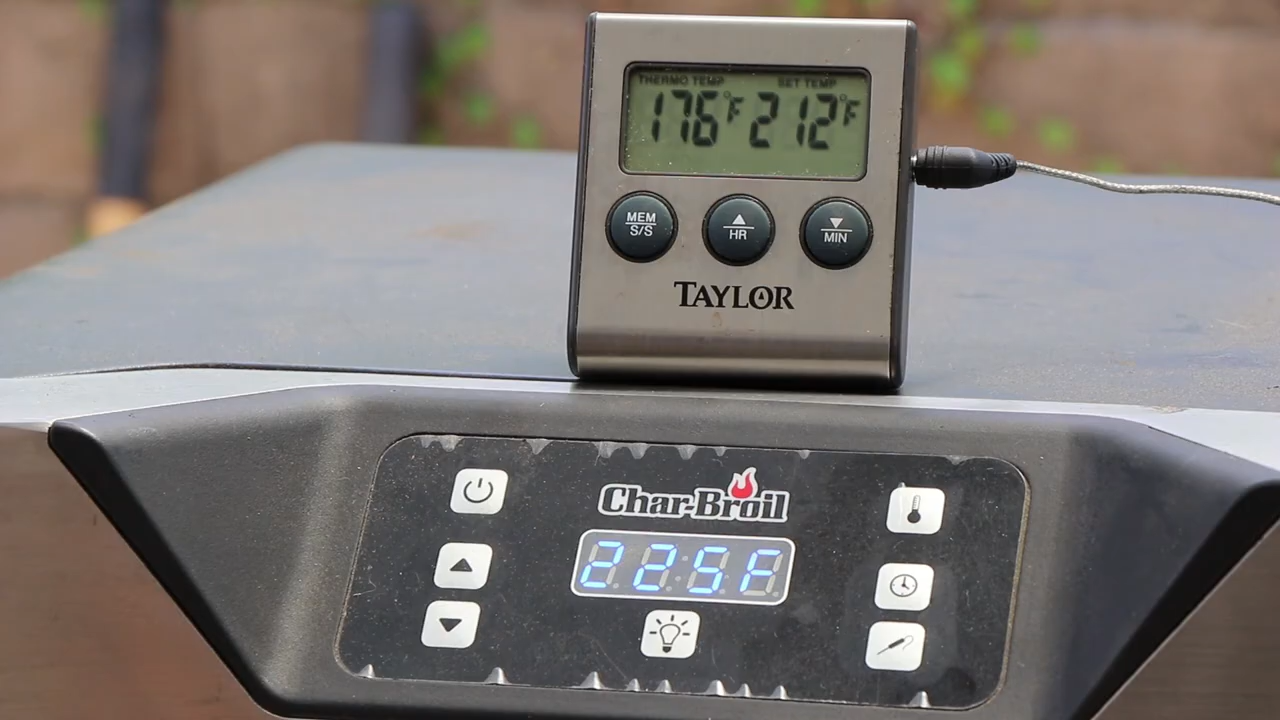 THERMO TEMP SET TEMP
176°F 212°F
MEM HR MIN
S/S
TAYLOR
Char-Broil
225F